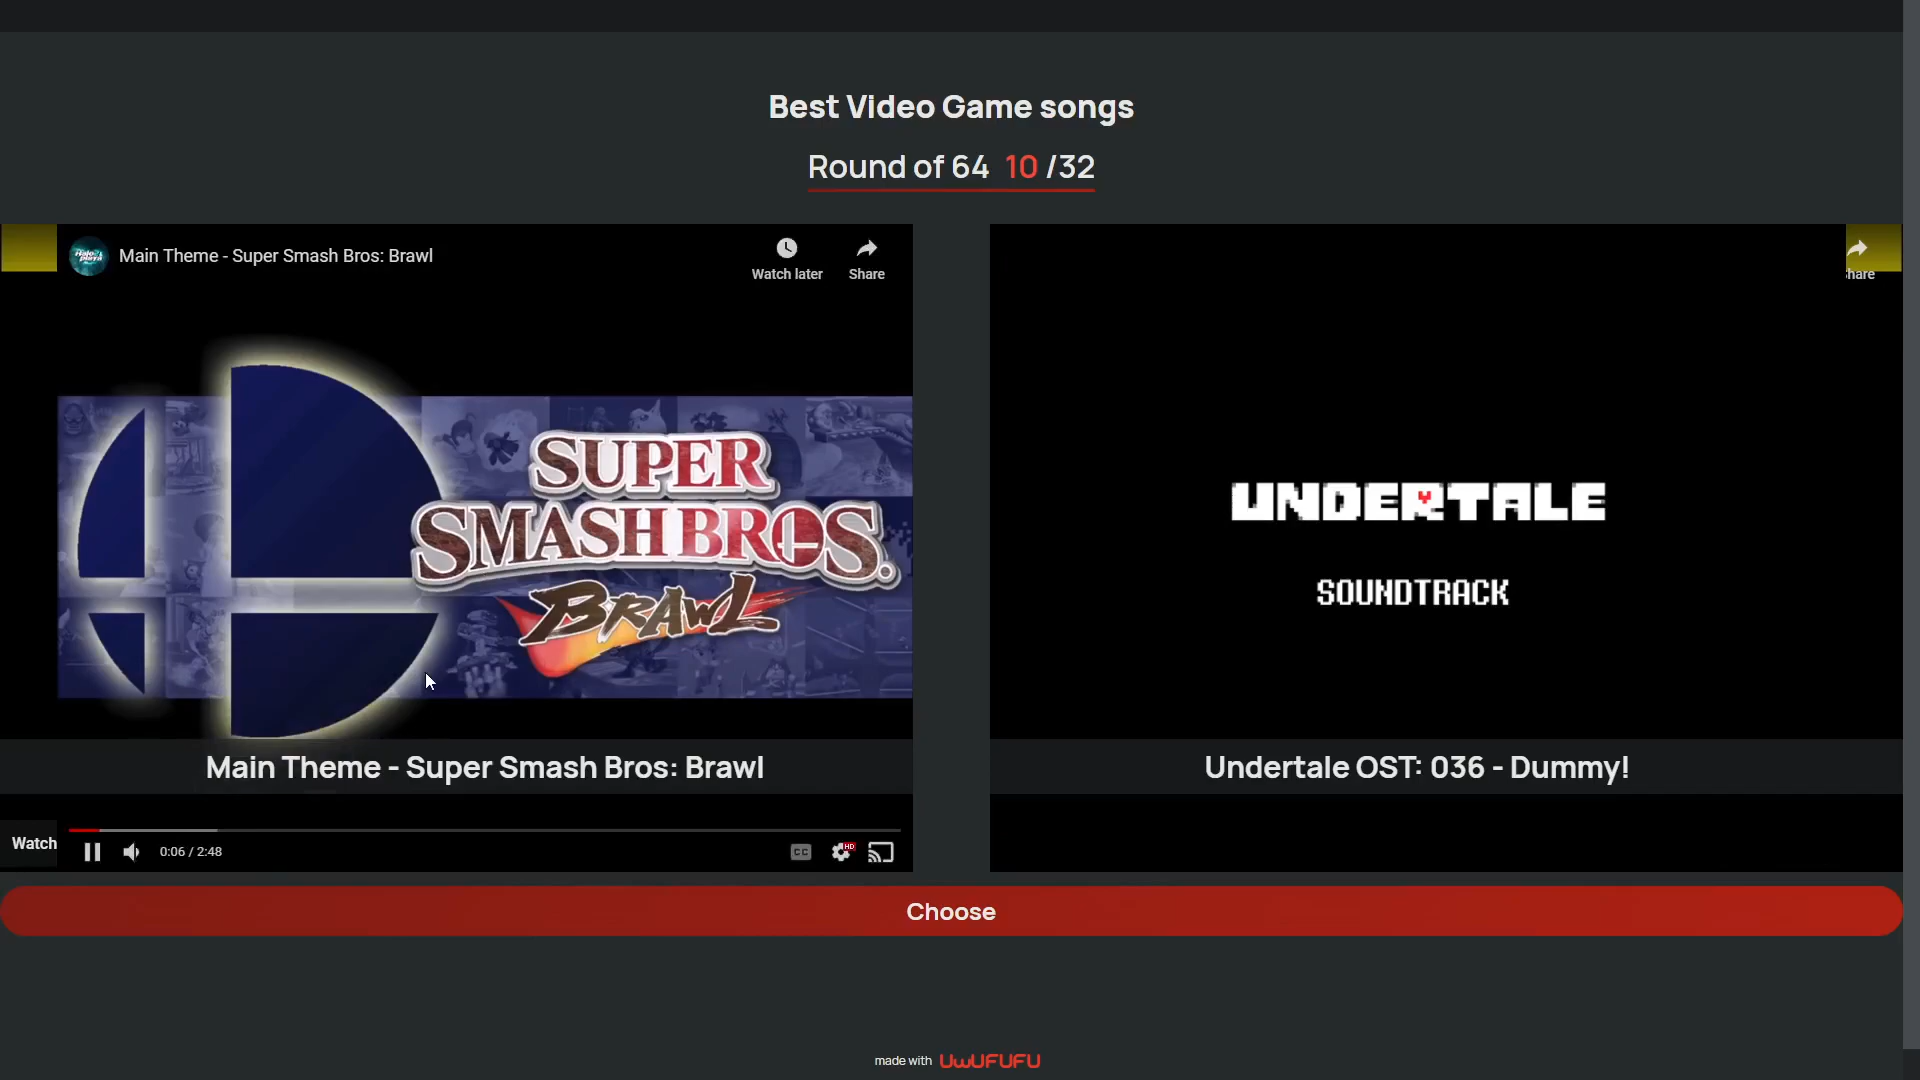 Best Video Game songs
Round of 64 10 /32
Main Theme - Super Smash Bros: Brawl
Watch later
Share
hare
SUPER
SMASH BROS.
BRAWL
UNDERTALE
SOUNDTRACK
Main Theme - Super Smash Bros: Brawl
Undertale OST: 036 - Dummy!
Watch
0:06 / 2:48
CC
HD
Choose
made with UwUFUFU